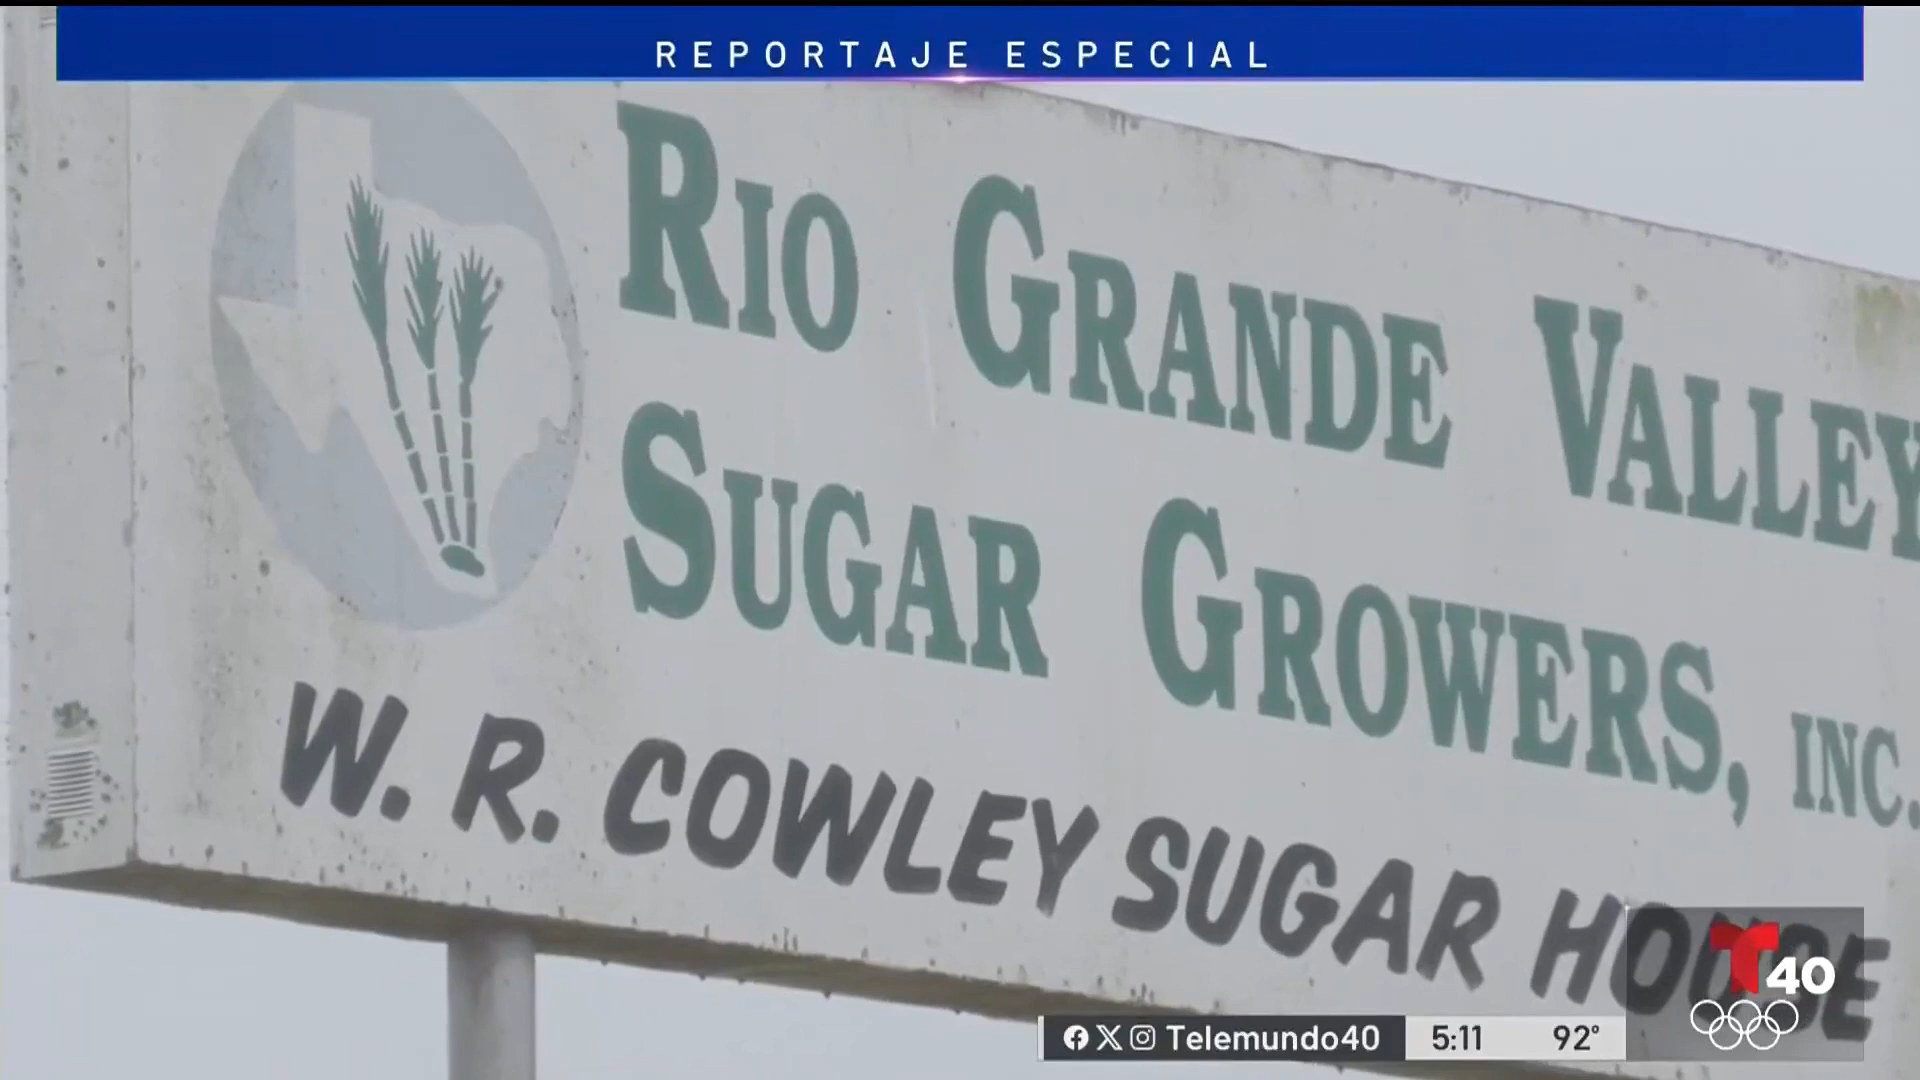 REPORTAJE ESPECIAL
RIO GRANDE VALLEY
SUGAR GROWERS, INC.
W. R. COWLEY SUGAR HOUSE
T 40
Telemundo40 5:11 92°